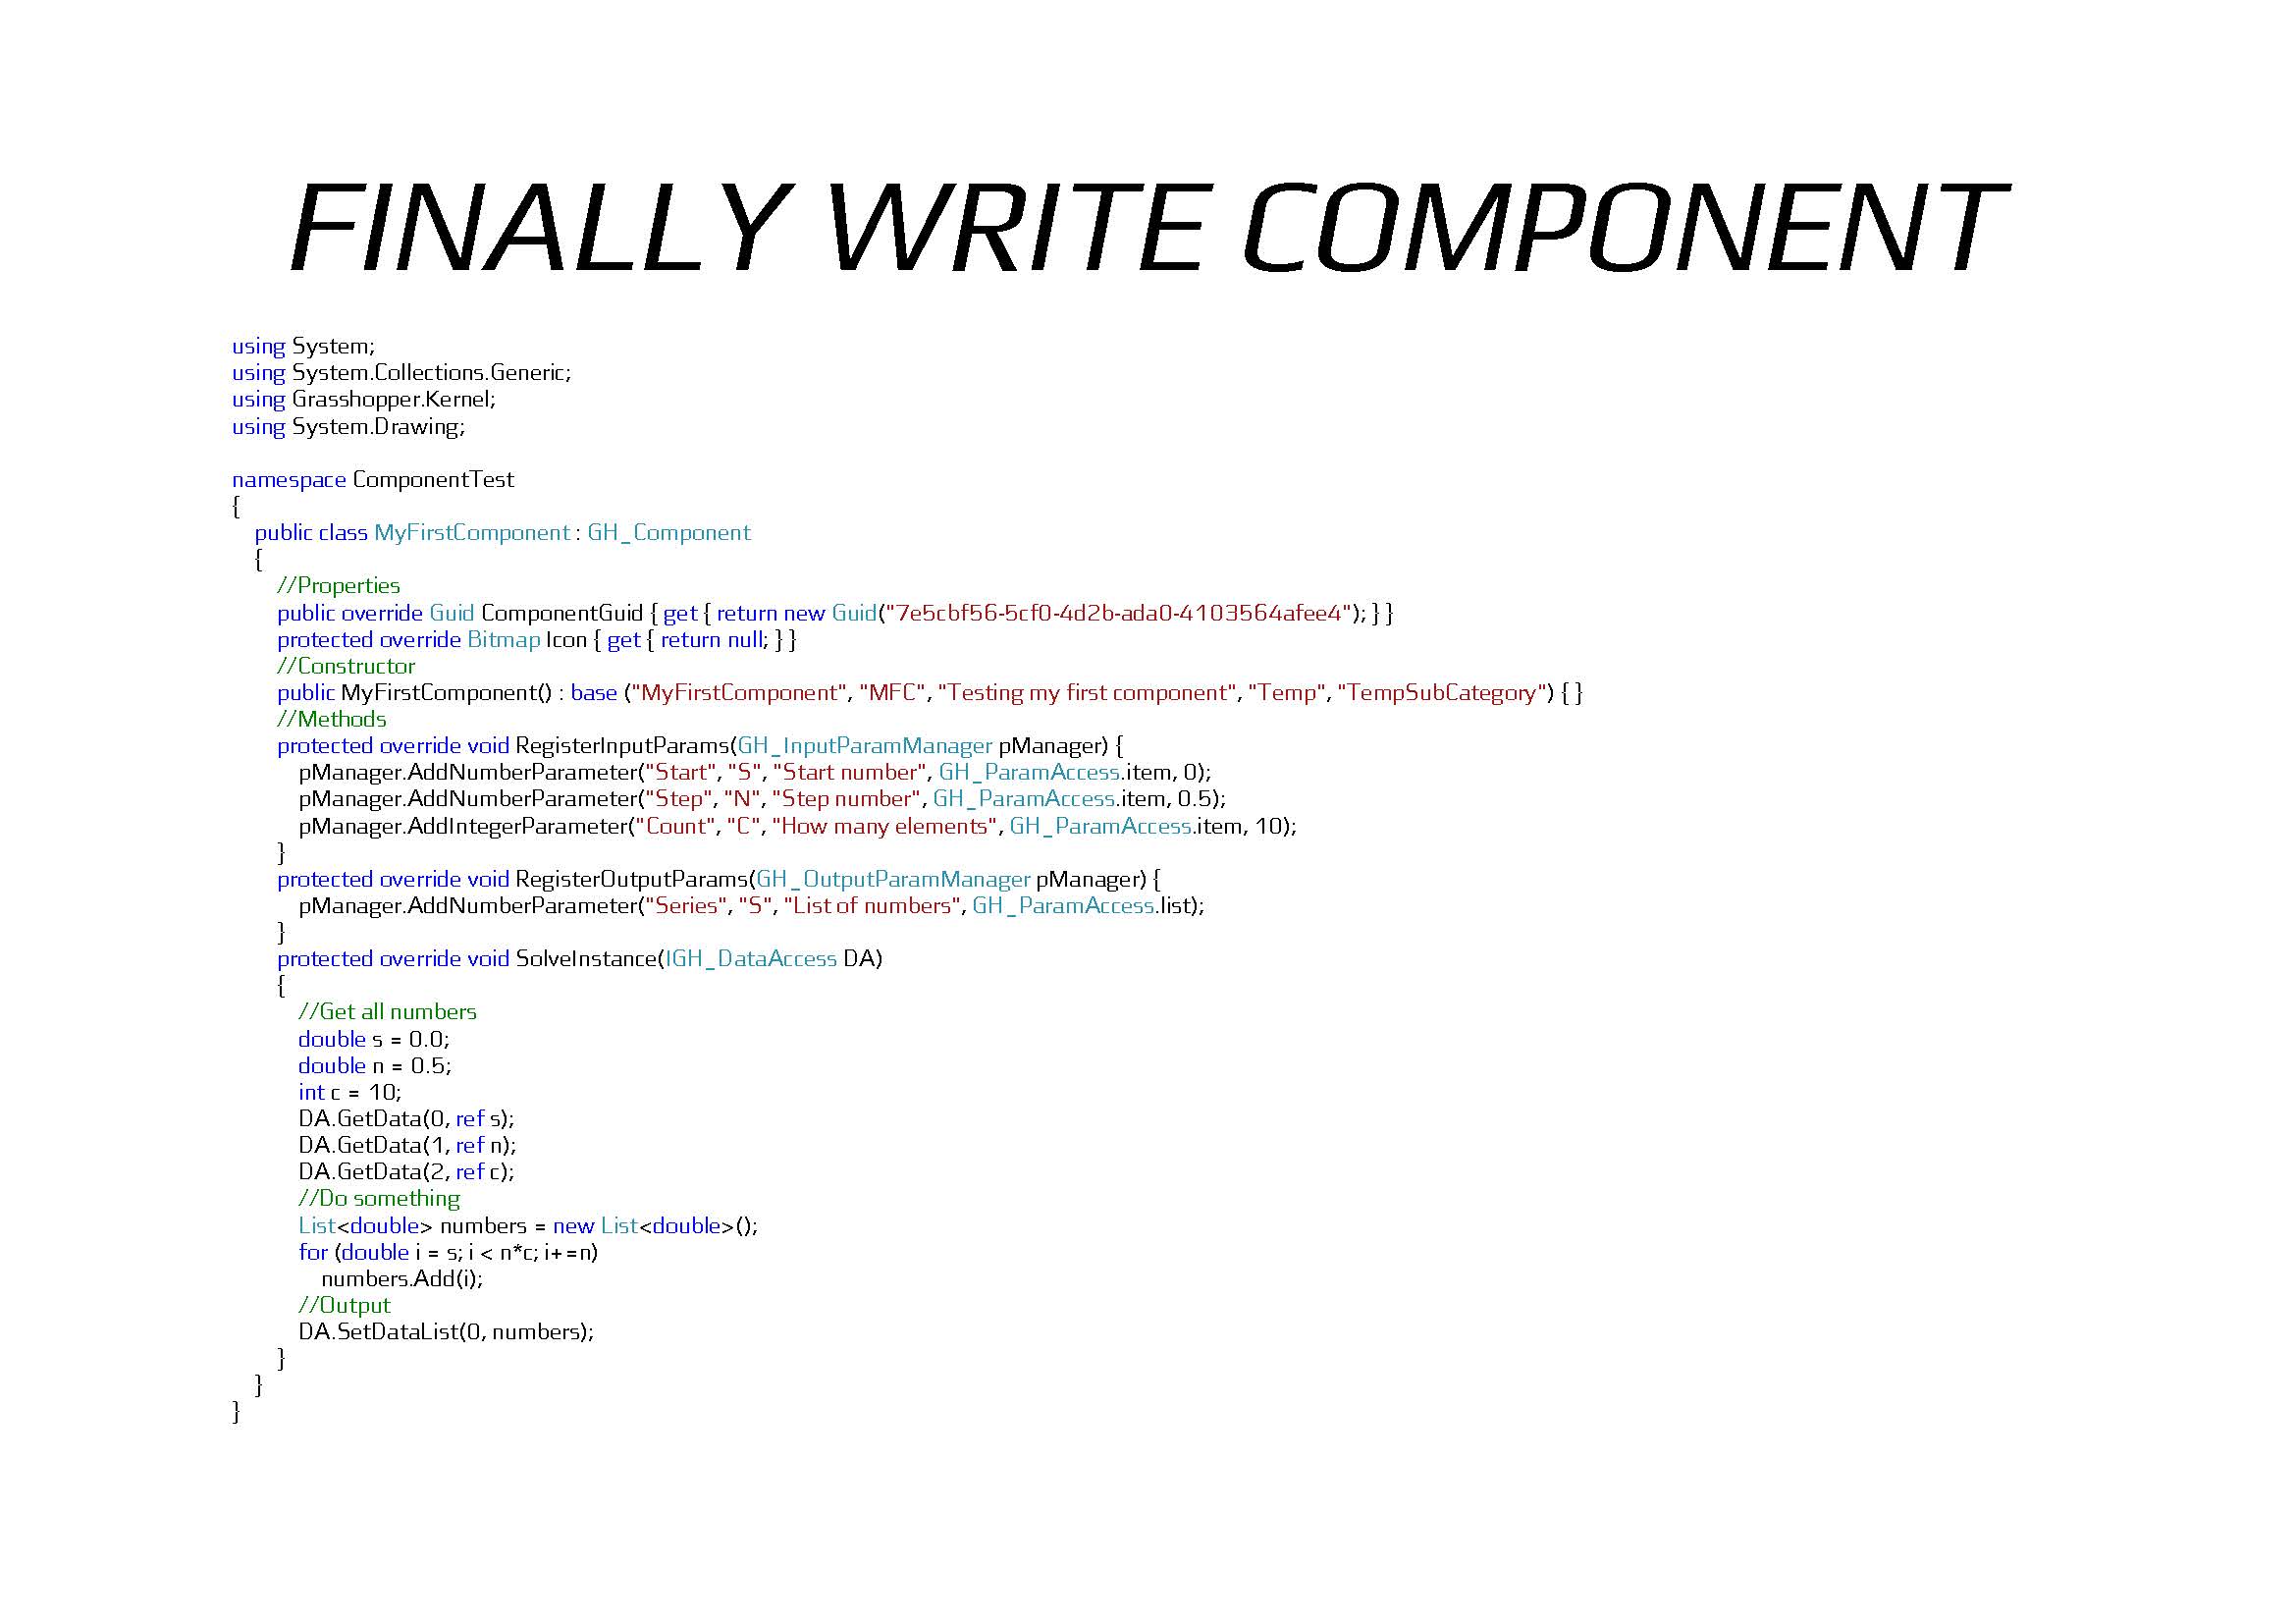 FINALLY WRITE COMPONENT
using System;
using System.Collections.Generic;
using Grasshopper.Kernel;
using System.Drawing;
namespace ComponentTest
{
public class MyFirstComponent : GH_Component
{
//Properties
public override Guid ComponentGuid { get { return new Guid("7e5cbf56-5cf0-4d2b-ada0-4103564afee4"); } }
protected override Bitmap Icon { get { return null; } }
//Constructor
public MyFirstComponent() : base ("MyFirstComponent", "MFC", "Testing my first component", "Temp", "TempSubCategory") { }
//Methods
protected override void RegisterInputParams(GH_InputParamManager pManager) {
pManager.AddNumberParameter("Start", "S", "Start number", GH_ParamAccess.item, 0);
pManager.AddNumberParameter("Step", "N", "Step number", GH_ParamAccess.item, 0.5);
pManager.AddIntegerParameter("Count", "C", "How many elements", GH_ParamAccess.item, 10);
}
protected override void RegisterOutputParams(GH_OutputParamManager pManager) {
pManager.AddNumberParameter("Series", "S", "List of numbers", GH_ParamAccess.list);
}
protected override void SolveInstance(IGH_DataAccess DA)
{
//Get all numbers
double s = 0.0;
double n = 0.5;
int c = 10;
DA.GetData(0, ref s);
DA.GetData(1, ref n);
DA.GetData(2, ref c);
//Do something
List<double> numbers = new List<double>();
for (double i = s; i < n*c; i+=n)
numbers.Add(i);
//Output
DA.SetDataList(0, numbers);
}
}
}